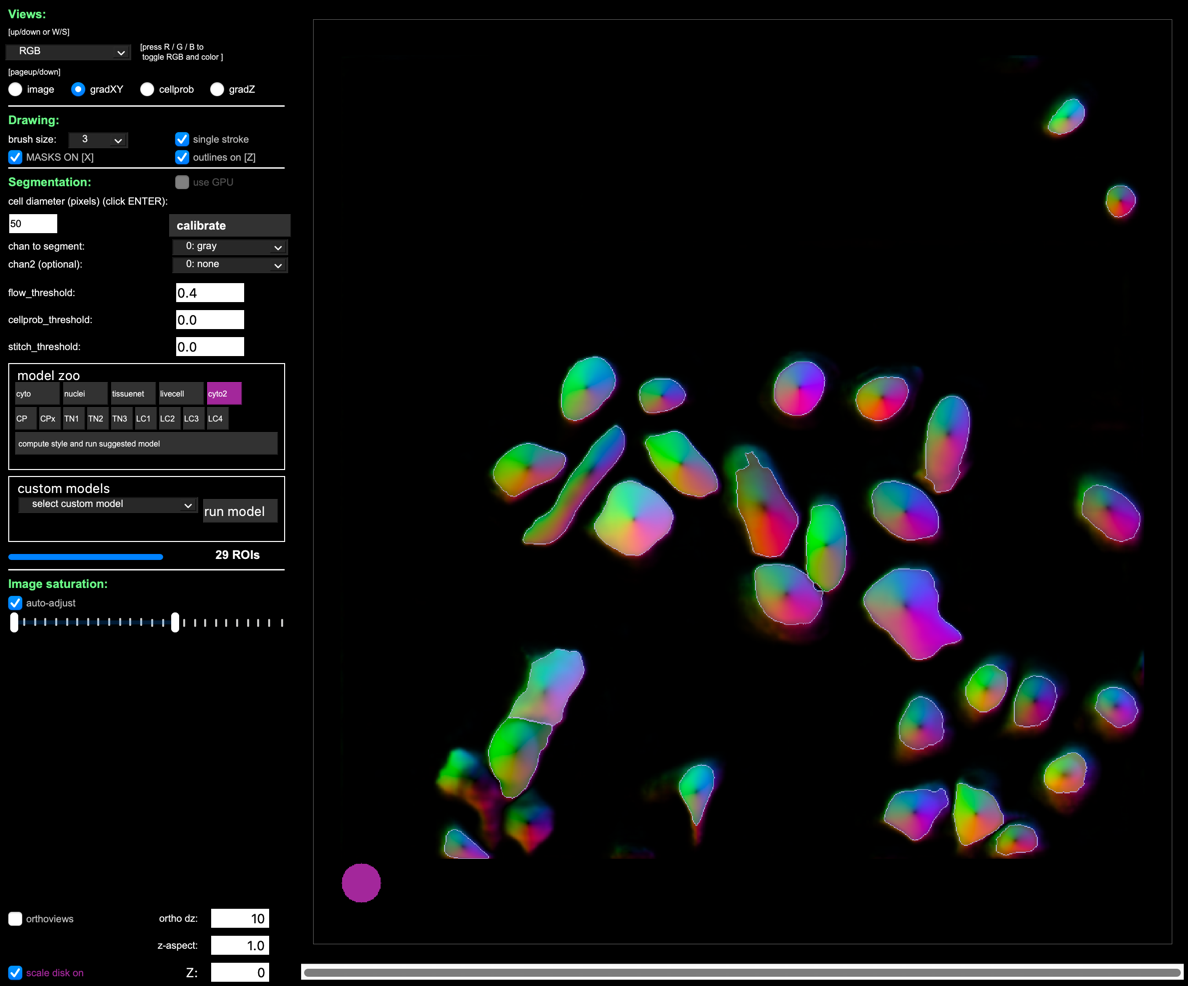 Views:
[up/down or W/S]
RGB
[press R / G / B to
toggle RGB and color ]
[pageup/down]
image gradXY cellprob gradZ
Drawing:
brush size: 3 single stroke
MASKS ON [X] outlines on [Z]
Segmentation: use GPU
cell diameter (pixels) (click ENTER):
50 calibrate
chan to segment: 0: gray
chan2 (optional): 0: none
flow_threshold: 0.4
cellprob_threshold: 0.0
stitch_threshold: 0.0
model zoo
cyto nuclei tissuenet livecell cyto2
CP CPx TN1 TN2 TN3 LC1 LC2 LC3 LC4
compute style and run suggested model
custom models
select custom model run model
29 ROIs
Image saturation:
auto-adjust
orthoviews ortho dz: 10
z-aspect: 1.0
scale disk on Z: 0